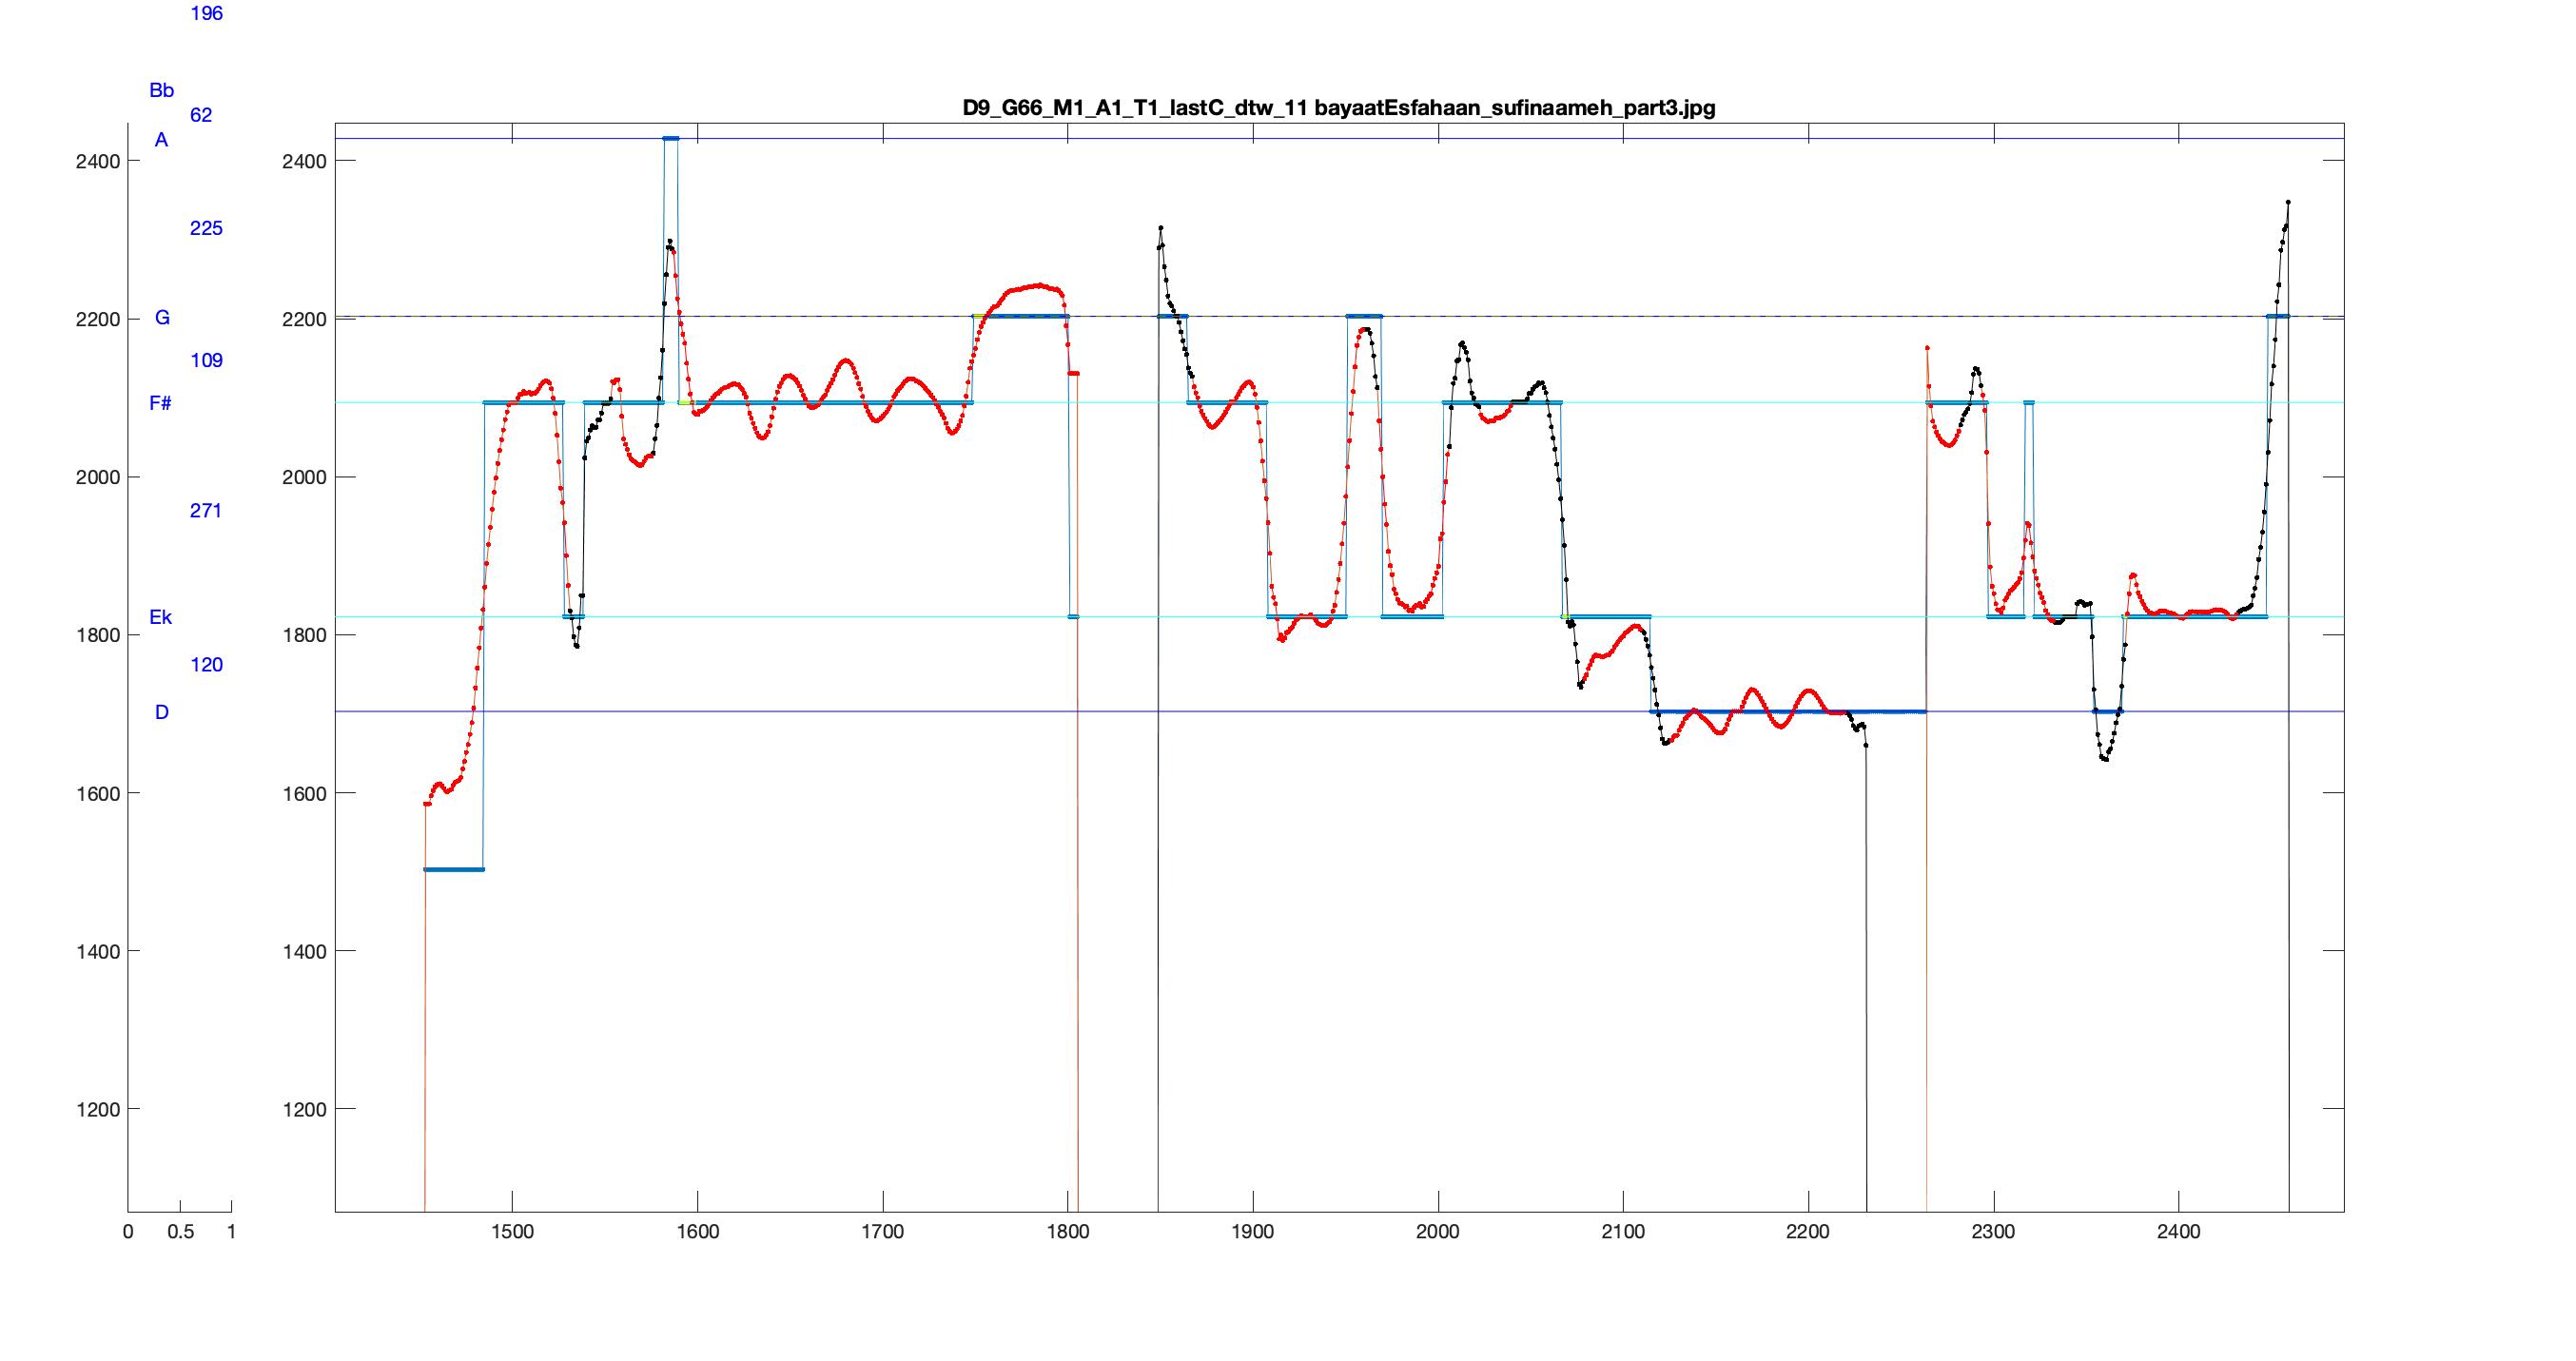 196
Bb
62
D9_G66_M1_A1_T1_lastC_dtw_11 bayaatEsfahaan_sufinaameh_part3.jpg
A
2400 2400
225
2200 G 2200
109
F#
2000 2000
271
Ek
1800 1800
120
D
1600 1600
1400 1400
1200 1200
0 0.5 1 1500 1600 1700 1800 1900 2000 2100 2200 2300 2400